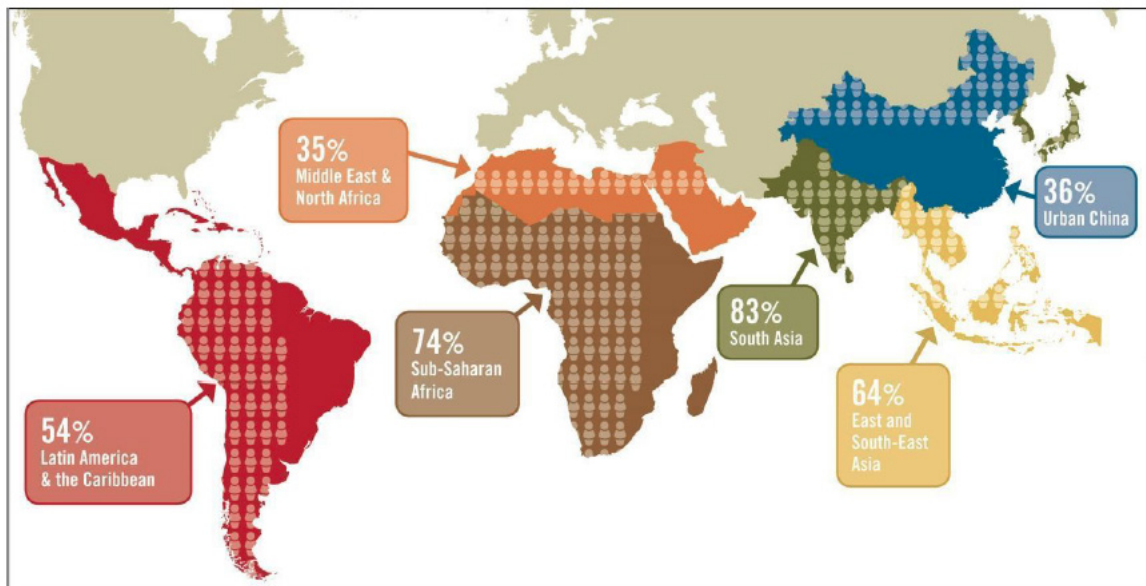 35%
Middle East &
North Africa
36%
Urban China
83%
South Asia
74%
Sub-Saharan
Africa
64%
East and
South-East
Asia
54%
Latin America
& the Caribbean